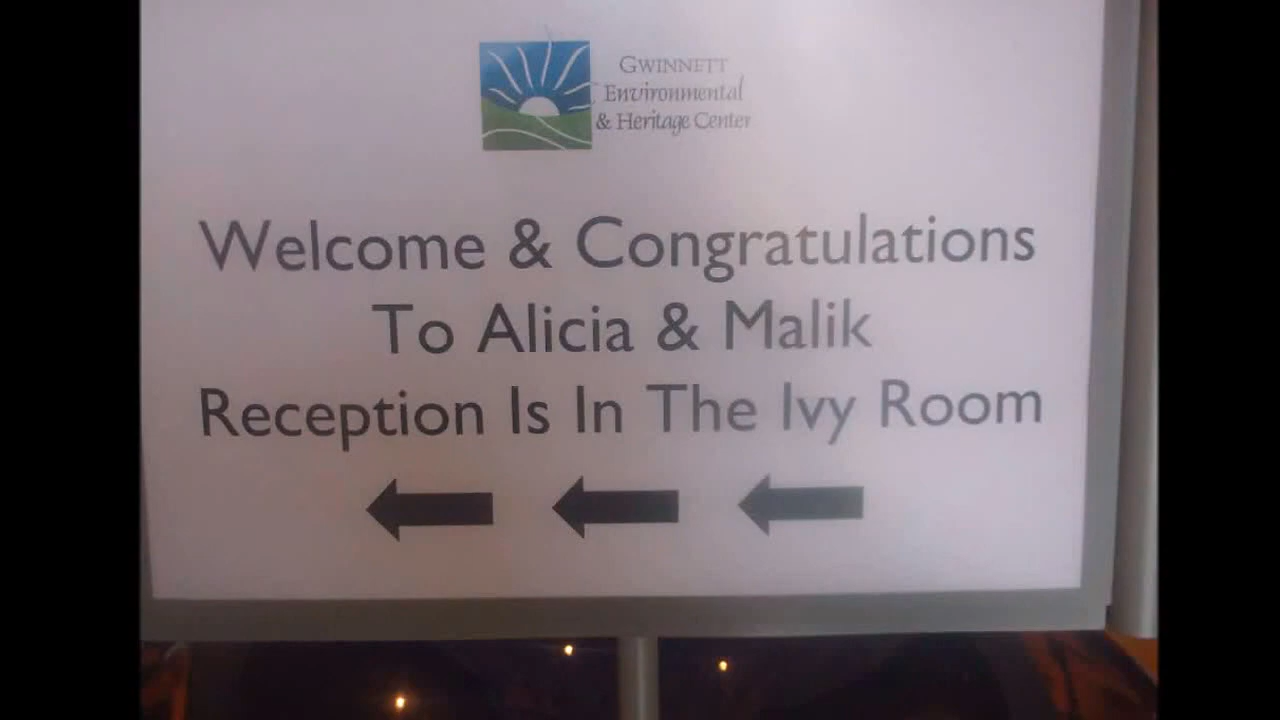 GWINNETT
Environmental
& Heritage Center
Welcome & Congratulations
To Alicia & Malik
Reception Is In The Ivy Room